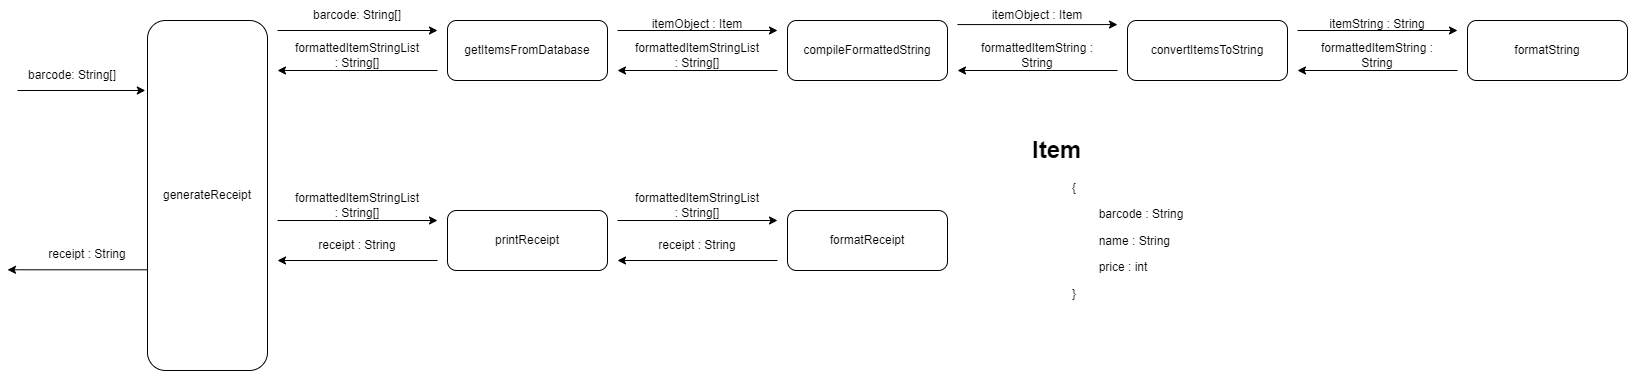 barcode: String[]
generateReceipt
receipt : String
barcode: String[]
formattedItemStringList
: String[]
getItemsFromDatabase
itemObject : Item
formattedItemStringList
: String[]
compileFormattedString
itemObject : Item
formattedItemString :
String
convertItemsToString
itemString : String
formattedItemString :
String
formatString
formattedItemStringList
: String[]
receipt : String
printReceipt
formattedItemStringList
: String[]
receipt : String
formatReceipt
Item
{
barcode : String
name : String
price : int
}